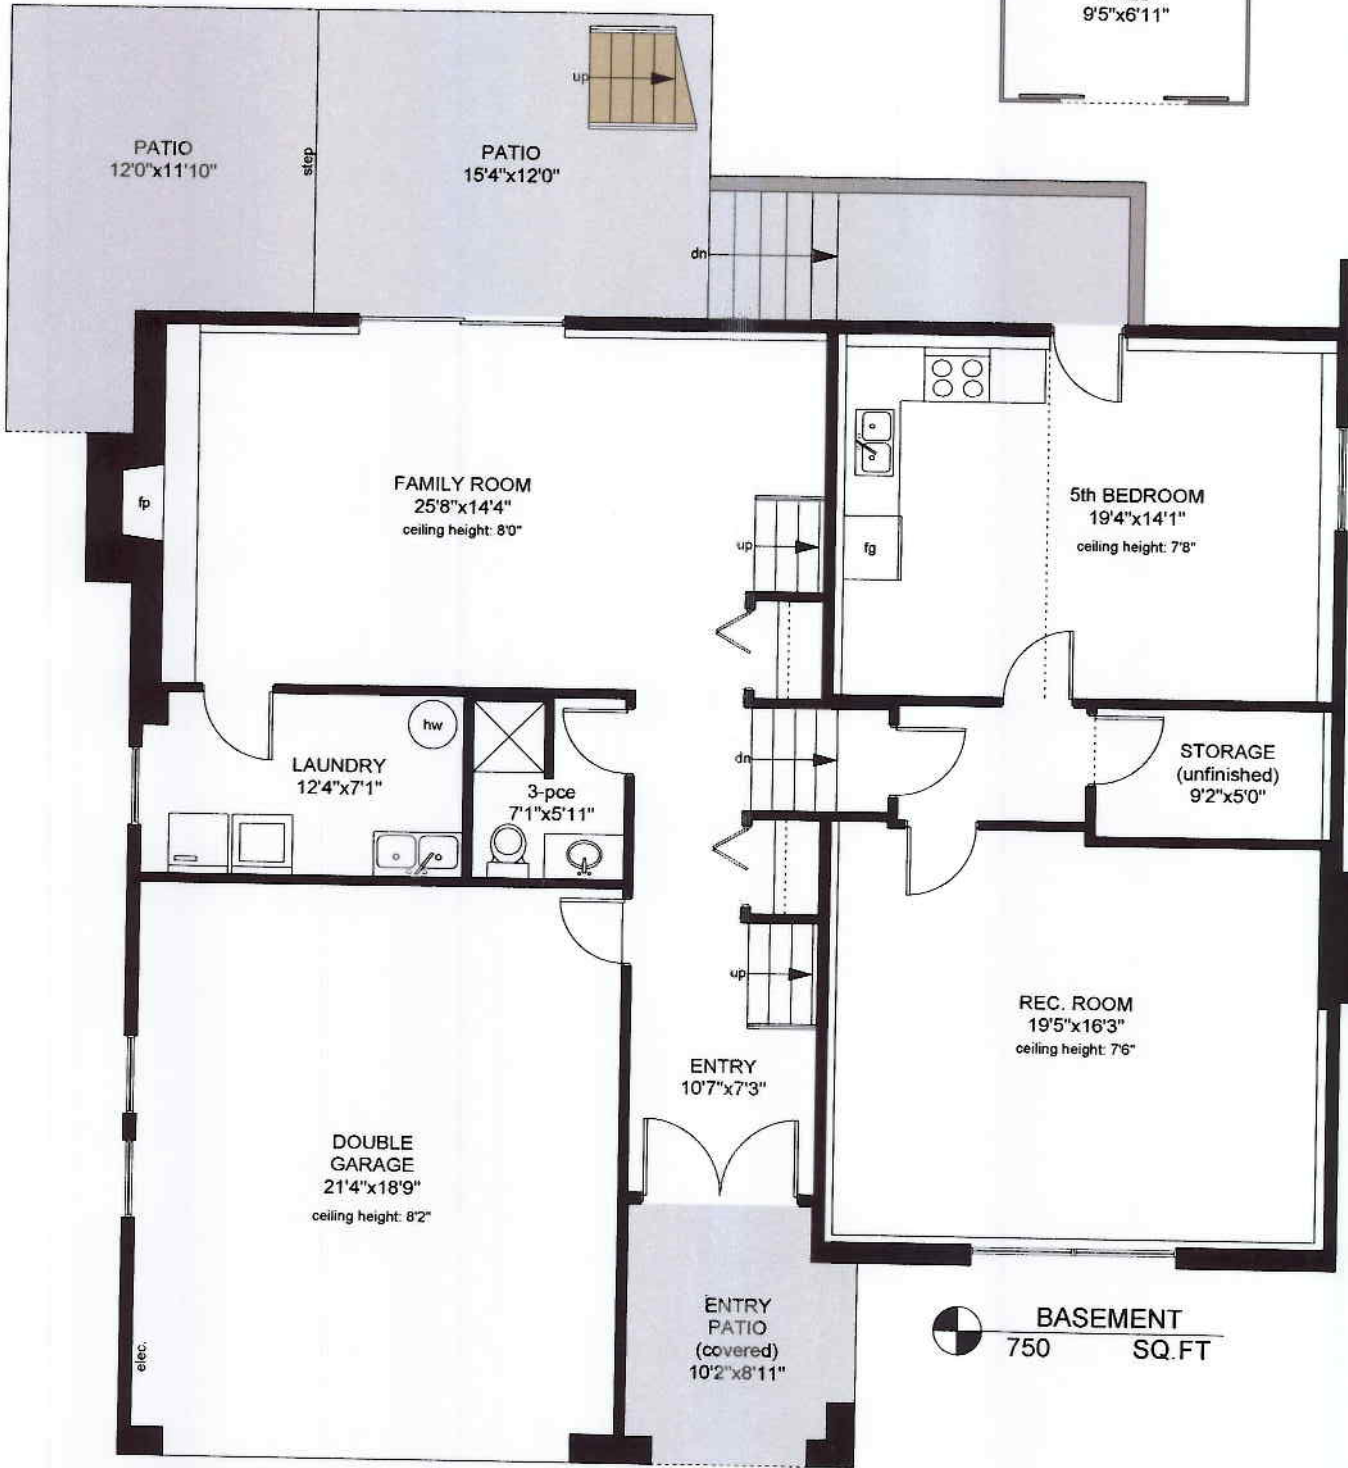 9'5"x6'11"
up
PATIO
12'0"x11'10"
step
PATIO
15'4"x12'0"
dn
FAMILY ROOM
25'8"x14'4"
ceiling height: 8'0"
fp
up
fg
5th BEDROOM
19'4"x14'1"
ceiling height: 7'8"
hw
LAUNDRY
12'4"x7'1"
3-pce
7'1"x5'11"
dn
STORAGE
(unfinished)
9'2"x5'0"
up
REC. ROOM
19'5"x16'3"
ceiling height: 7'6"
ENTRY
10'7"x7'3"
DOUBLE
GARAGE
21'4"x18'9"
ceiling height: 8'2"
elec.
ENTRY
PATIO
(covered)
10'2"x8'11"
BASEMENT
750 SQ.FT